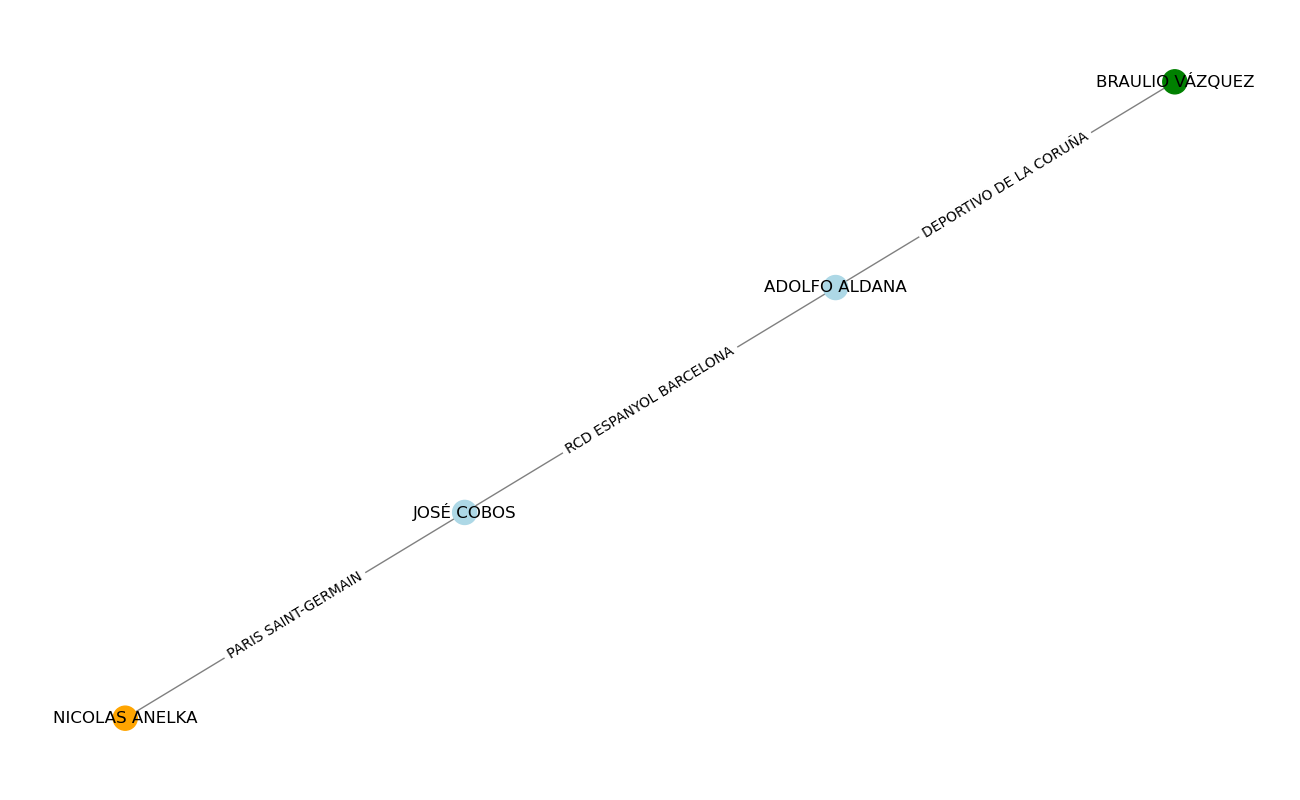 BRAULIO VÁZQUEZ
DEPORTIVO DE LA CORUÑA
ADOLFO ALDANA
RCD ESPANYOL BARCELONA
JOSÉ COBOS
PARIS SAINT-GERMAIN
NICOLAS ANELKA